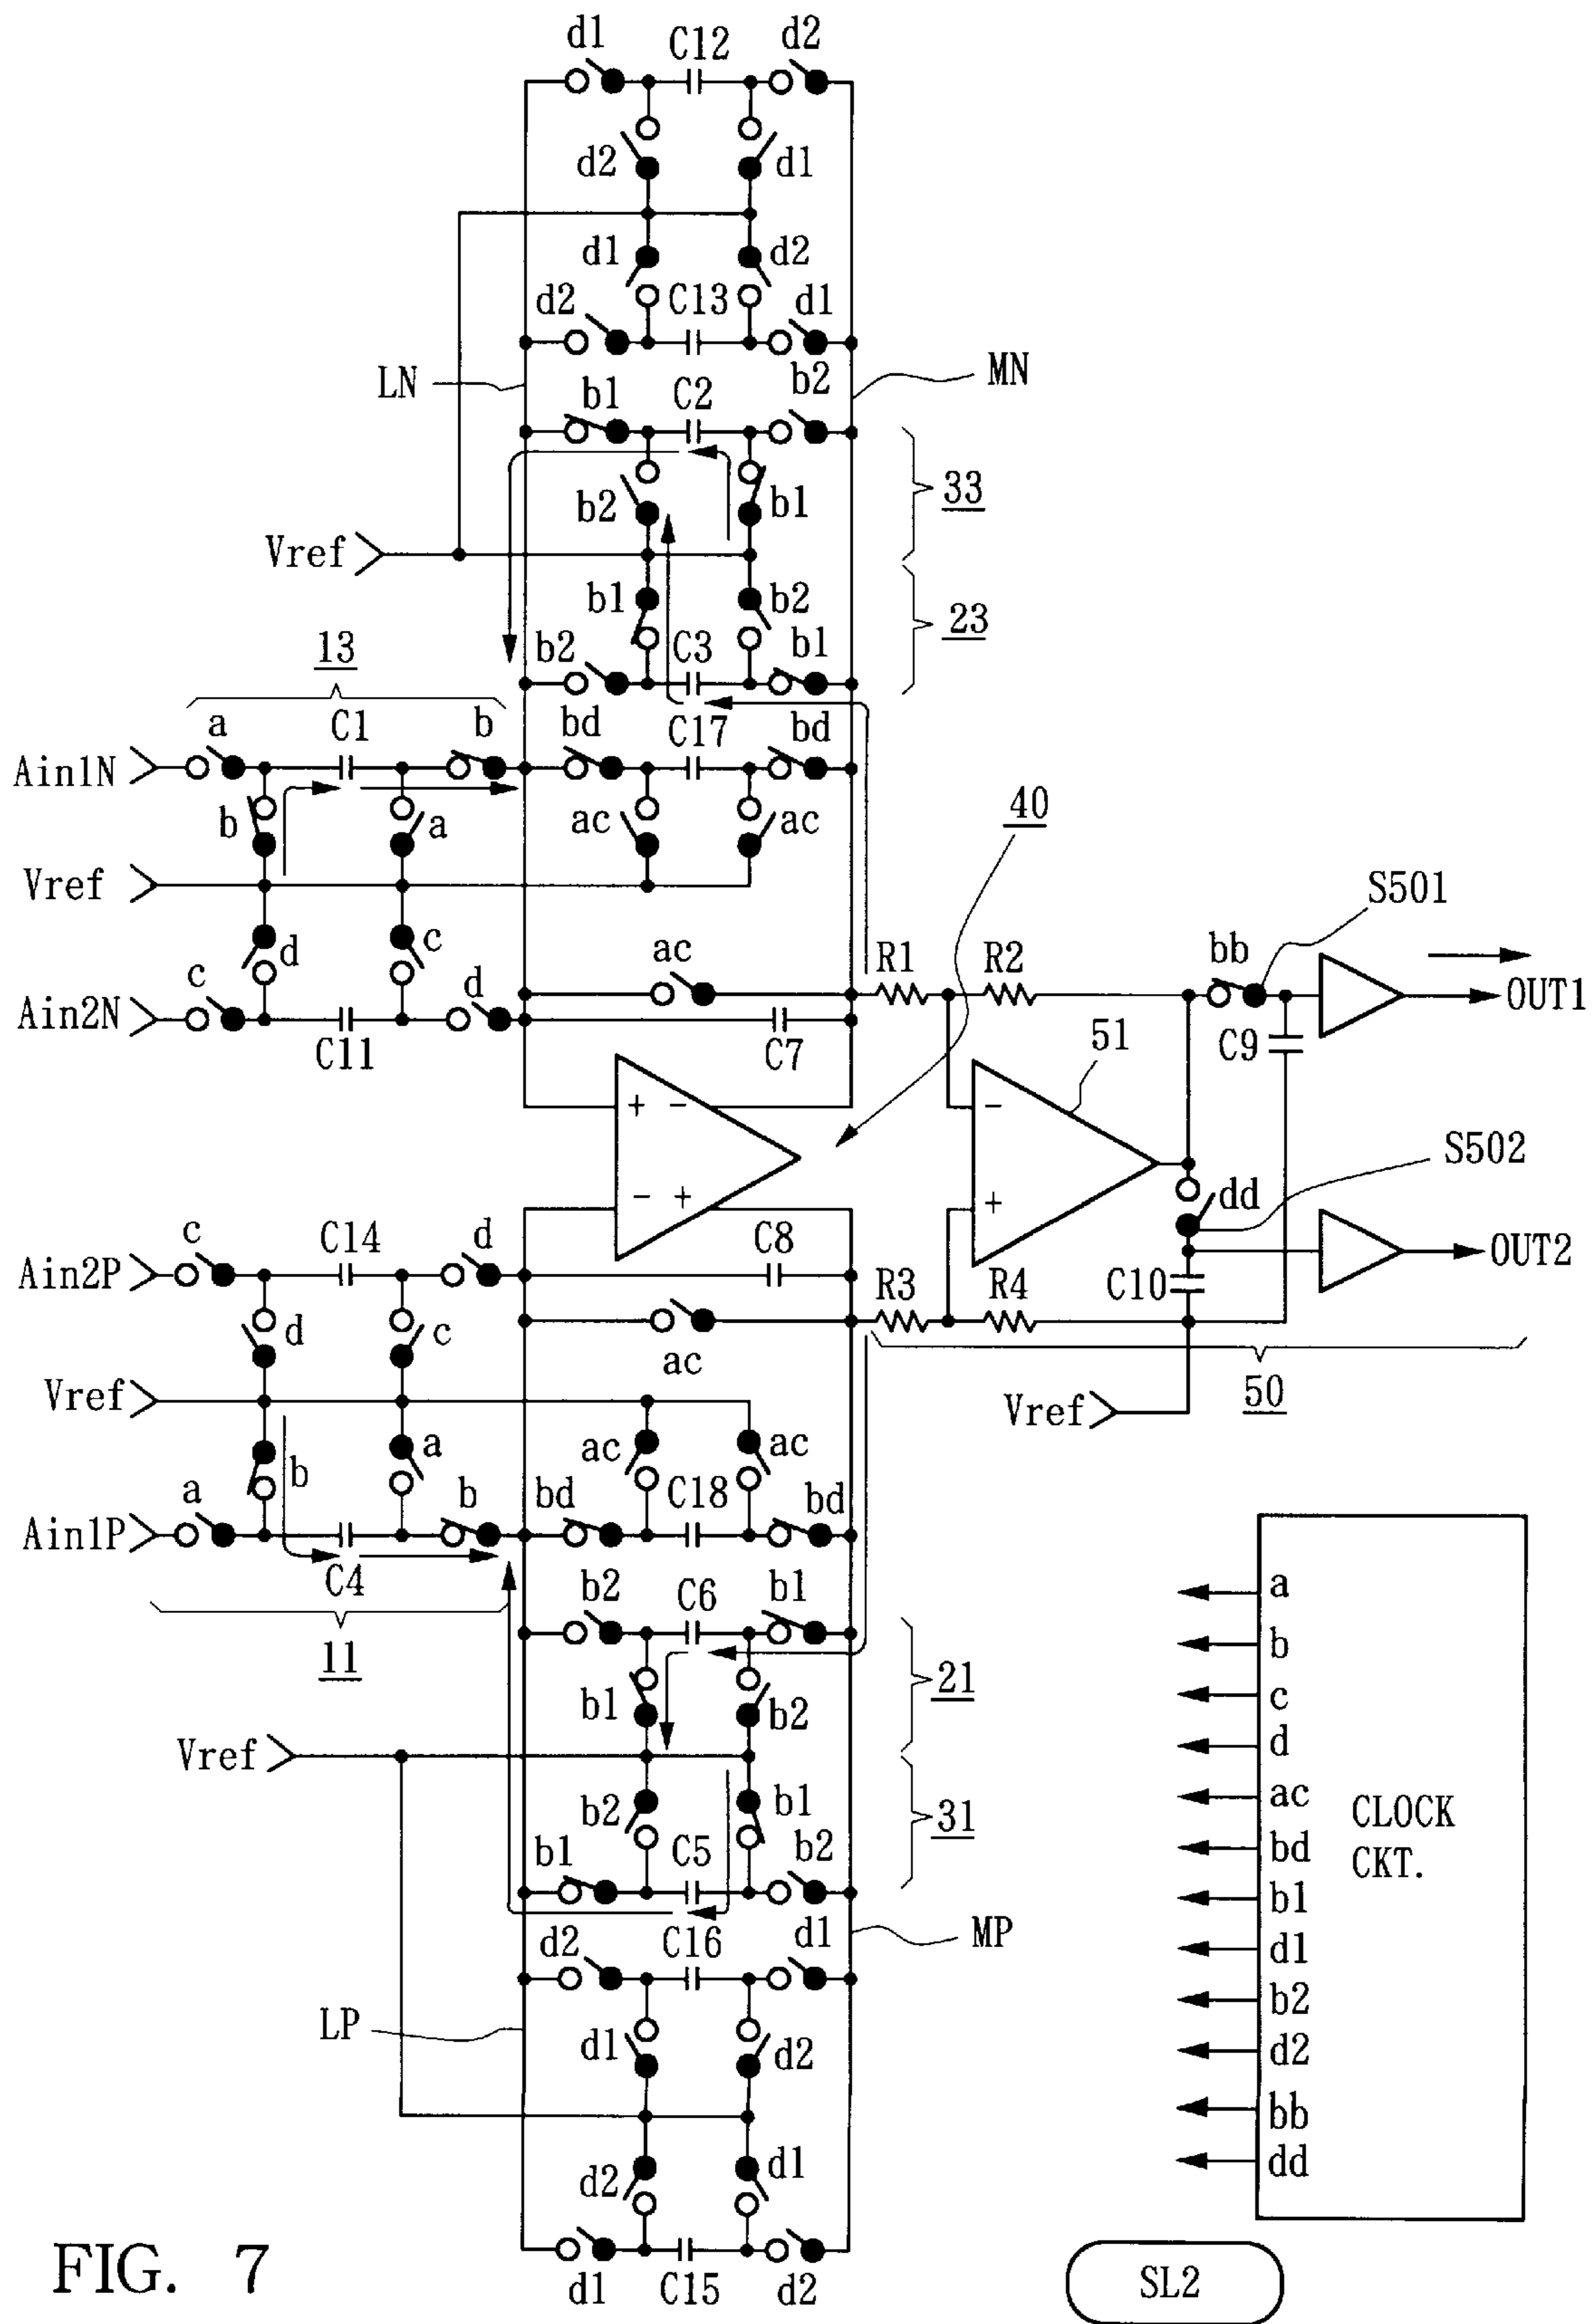 d1 C12 d2
d2 d1
d1 d2
d2 C13 d1
LN MN
b1 C2 b2
b2 b1
33
Vref
b1 b2
23
13
b2 C3 b1
a C1 b bd C17 bd
Ain1N
b a ac ac
40
Vref
S501
d c
ac R1 R2 bb
c d
OUT1
Ain2N
C11 C7 51 C9
+ - -
S502
- + + dd
c C14 d C8
Ain2P OUT2
R3 R4 C10
d c
ac
Vref Vref 50
b a ac ac
a b bd C18 bd
Ain1P
C4
b2 C6 b1
11
21
b1 b2
Vref
b2 b1
31
b1 C5 b2
C16
d2 d1
MP
LP
d1 d2
d2 d1
d1 C15 d2
a
b
c
d
ac
bd
b1
d1
b2
d2
bb
dd
CLOCK
CKT.
FIG. 7
SL2